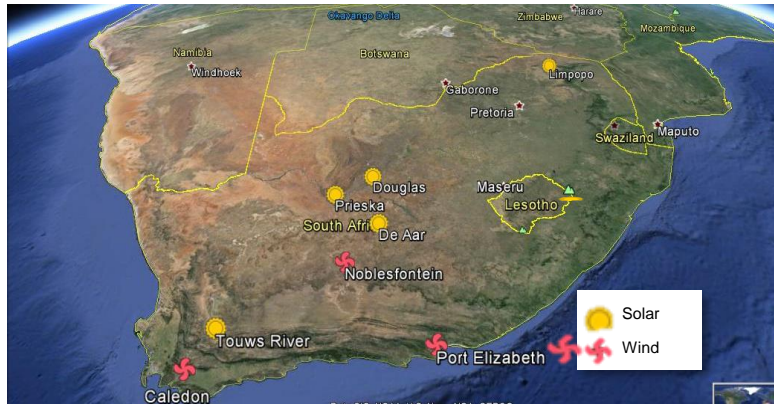 Okavango Delta
Zimbabwe
Harare
Mozambique
Namibia
Windhoek
Botswana
Limpopo
Gaborone
Pretoria
Swaziland
Maputo
Douglas
Maseru
Prieska
Lesotho
South Afri
De Aar
Noblesfontein
Solar
Touws River
Wind
Port Elizabeth
Caledon